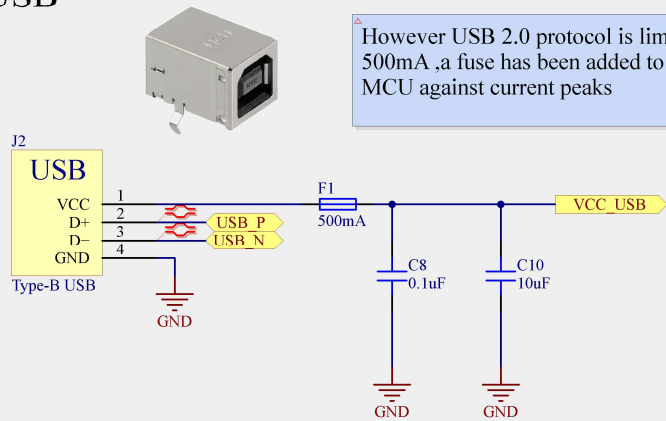 USB
However USB 2.0 protocol is lim
500mA ,a fuse has been added to
MCU against current peaks
J2
USB
VCC 1
D+ 2
D− 3
GND 4
Type-B USB
USB_P
USB_N
GND
F1
500mA
VCC_USB
C8
0.1uF
C10
10uF
GND
GND